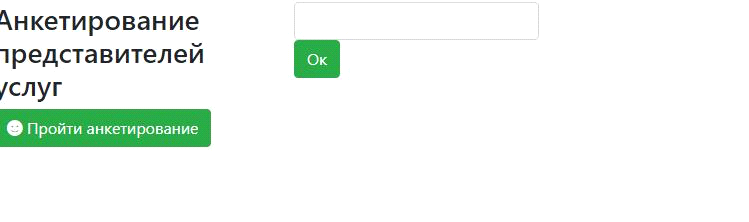 Анкетирование
представителей
услуг
Пройти анкетирование
Ок